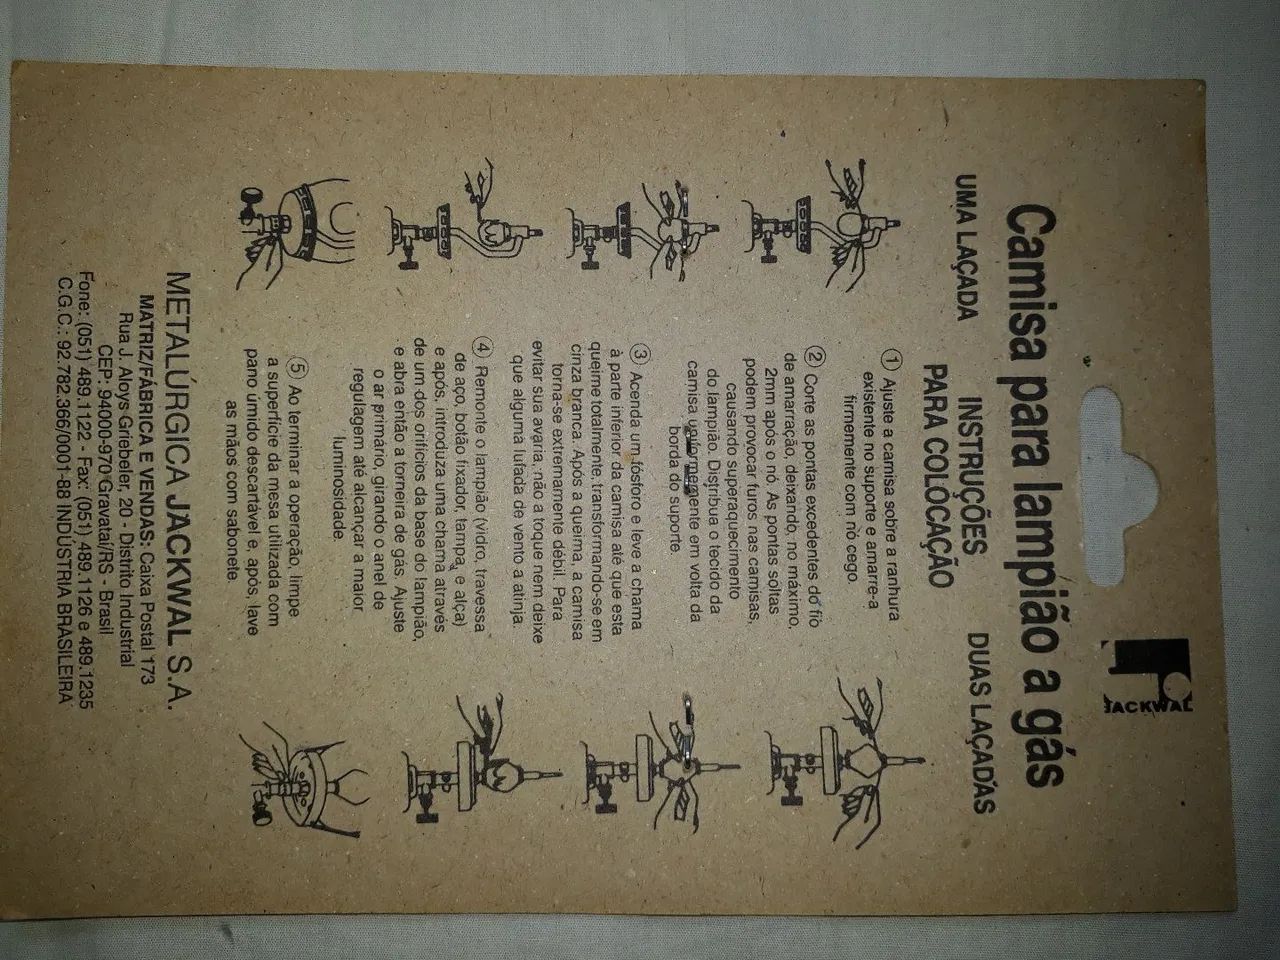 JACKWAL
Camisa para lampião a gás
UMA LAÇADA
INSTRUÇÕES
PARA COLOCAÇÃO
DUAS LAÇADAS
1 Ajuste a camisa sobre a ranhura
existente no suporte e amarre-a
firmemente com nó cego.
2 Corte as pontas excedentes do fio
de amarração, deixando, no máximo,
2mm após o nó. As pontas soltas
podem provocar furos nas camisas,
causando superaquecimento
do lampião. Distribua o tecido da
camisa uniformemente em volta da
borda do suporte.
3 Acenda um fósforo e leve a chama
à parte inferior da camisa até que esta
queime totalmente, transformando-se em
cinza branca. Após a queima, a camisa
torna-se extremamente débil. Para
evitar sua avaria, não a toque nem deixe
que alguma lufada de vento a atinja.
4 Remonte o lampião (vidro, travessa
de aço, botão fixador, tampa, e alça)
e após, introduza uma chama através
de um dos orifícios da base do lampião,
e abra então a torneira de gás. Ajuste
o ar primário, girando o anel de
regulagem até alcançar a maior
luminosidade.
5 Ao terminar a operação, limpe
a superfície da mesa utilizada com
pano úmido descartável e, após, lave
as mãos com sabonete.
METALÚRGICA JACKWAL S.A.
MATRIZ/FÁBRICA E VENDAS: Caixa Postal 173
Rua J. Aloys Griebeler, 20 - Distrito Industrial
CEP: 94000-970 Gravataí/RS - Brasil
Fone: (051) 489.1122 - Fax: (051) 489.1126 e 489.1235
C.G.C.: 92.782.366/0001-88 INDÚSTRIA BRASILEIRA